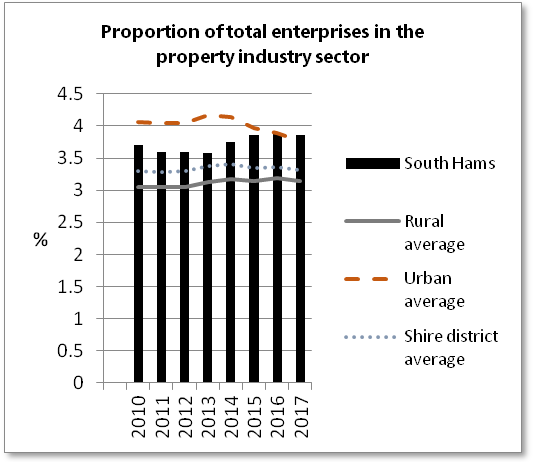 Proportion of total enterprises in the
property industry sector
4.5
4
3.5
3
2.5
2
1.5
1
0.5
0
%
2010
2011
2012
2013
2014
2015
2016
2017
South Hams
Rural
average
Urban
average
Shire district
average